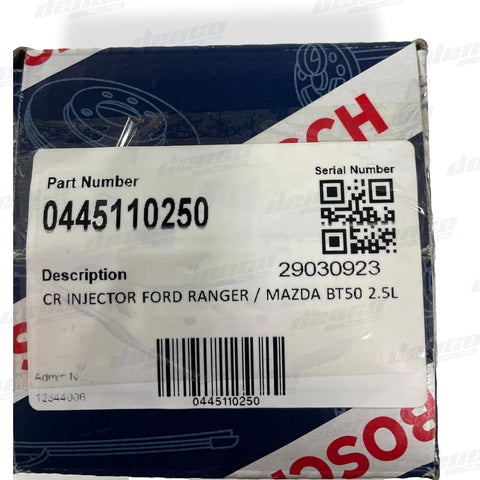 BOSCH
Serial Number
Part Number
0445110250
29030923
Description
CR INJECTOR FORD RANGER / MAZDA BT50 2.5L
0445110250
BOSCH